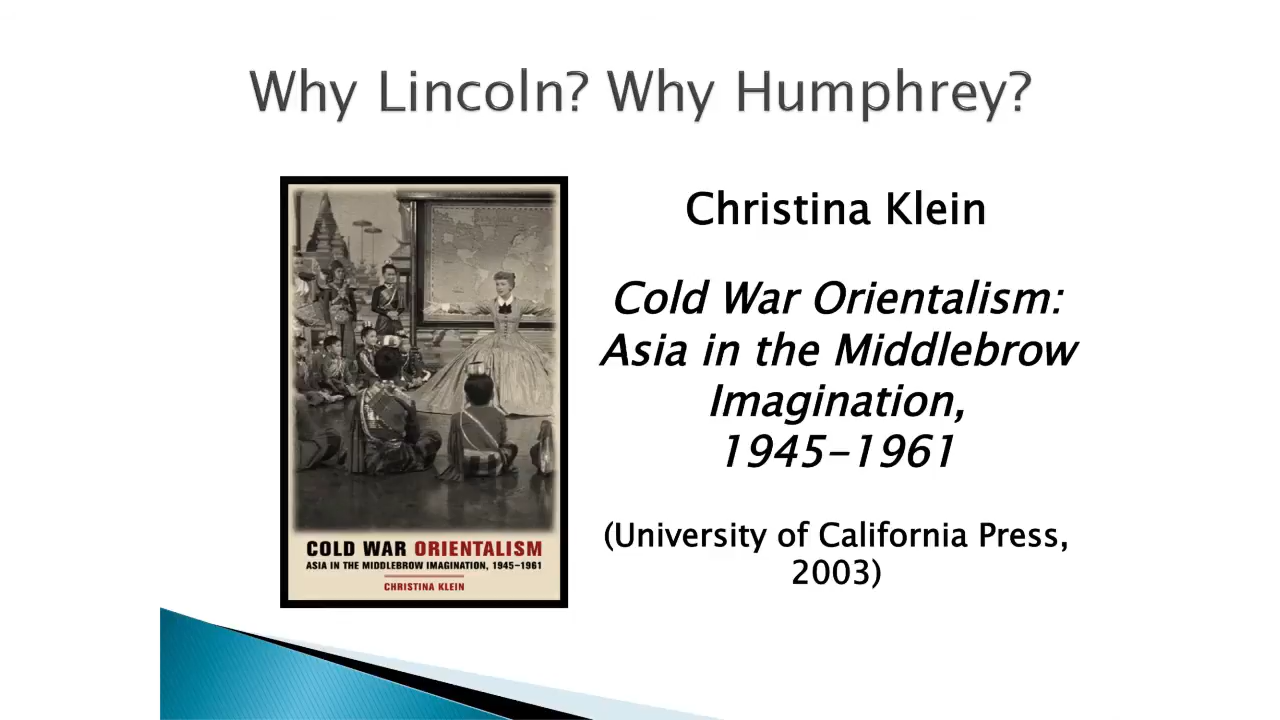 Why Lincoln? Why Humphrey?
COLD WAR ORIENTALISM
ASIA IN THE MIDDLEBROW IMAGINATION, 1945–1961
CHRISTINA KLEIN
Christina Klein
Cold War Orientalism:
Asia in the Middlebrow
Imagination,
1945–1961
(University of California Press,
2003)